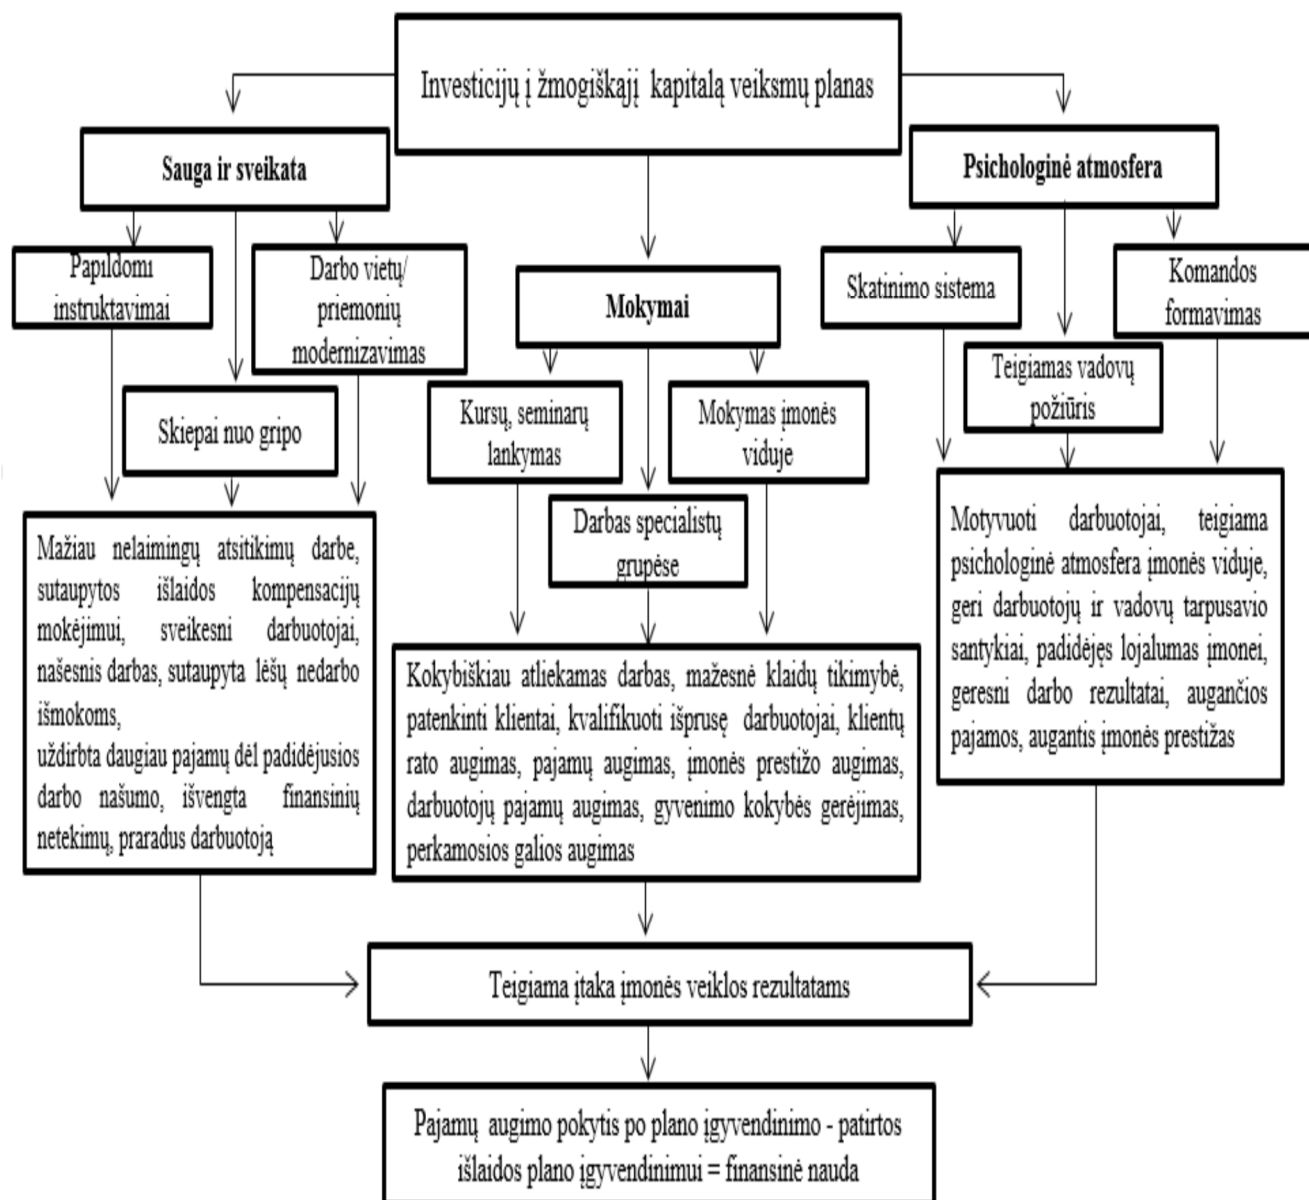 Investicijų į žmogiškajį kapitalą veiksmų planas
Sauga ir sveikata
Psichologinė atmosfera
Papildomi
instruktavimai
Darbo vietų/
priemonių
modernizavimas
Skiepai nuo gripo
Mokymai
Kursų, seminarų
lankymas
Mokymas įmonės
viduje
Darbas specialistų
grupėse
Skatinimo sistema
Komandos
formavimas
Teigiamas vadovų
požiūris
Mažiau nelaimingų atsitikimų darbe,
sutaupytos išlaidos kompensacijų
mokėjimui, sveikesni darbuotojai,
našesnis darbas, sutaupyta lėšų nedarbo
išmokoms,
uždirbta daugiau pajamų dėl padidėjusios
darbo našumo, išvengta finansinių
netekimų, praradus darbuotoją
Kokybiškiau atliekamas darbas, mažesnė klaidų tikimybė,
patenkinti klientai, kvalifikuoti išprusę darbuotojai, klientų
rato augimas, pajamų augimas, įmonės prestižo augimas,
darbuotojų pajamų augimas, gyvenimo kokybės gerėjimas,
perkamosios galios augimas
Motyvuoti darbuotojai, teigiama
psichologinė atmosfera įmonės viduje,
geri darbuotojų ir vadovų tarpusavio
santykiai, padidėjęs lojalumas įmonei,
geresni darbo rezultatai, augančios
pajamos, augantis įmonės prestižas
Teigiama įtaka įmonės veiklos rezultatams
Pajamų augimo pokytis po plano įgyvendinimo - patirtos
išlaidos plano įgyvendinimui = finansinė nauda